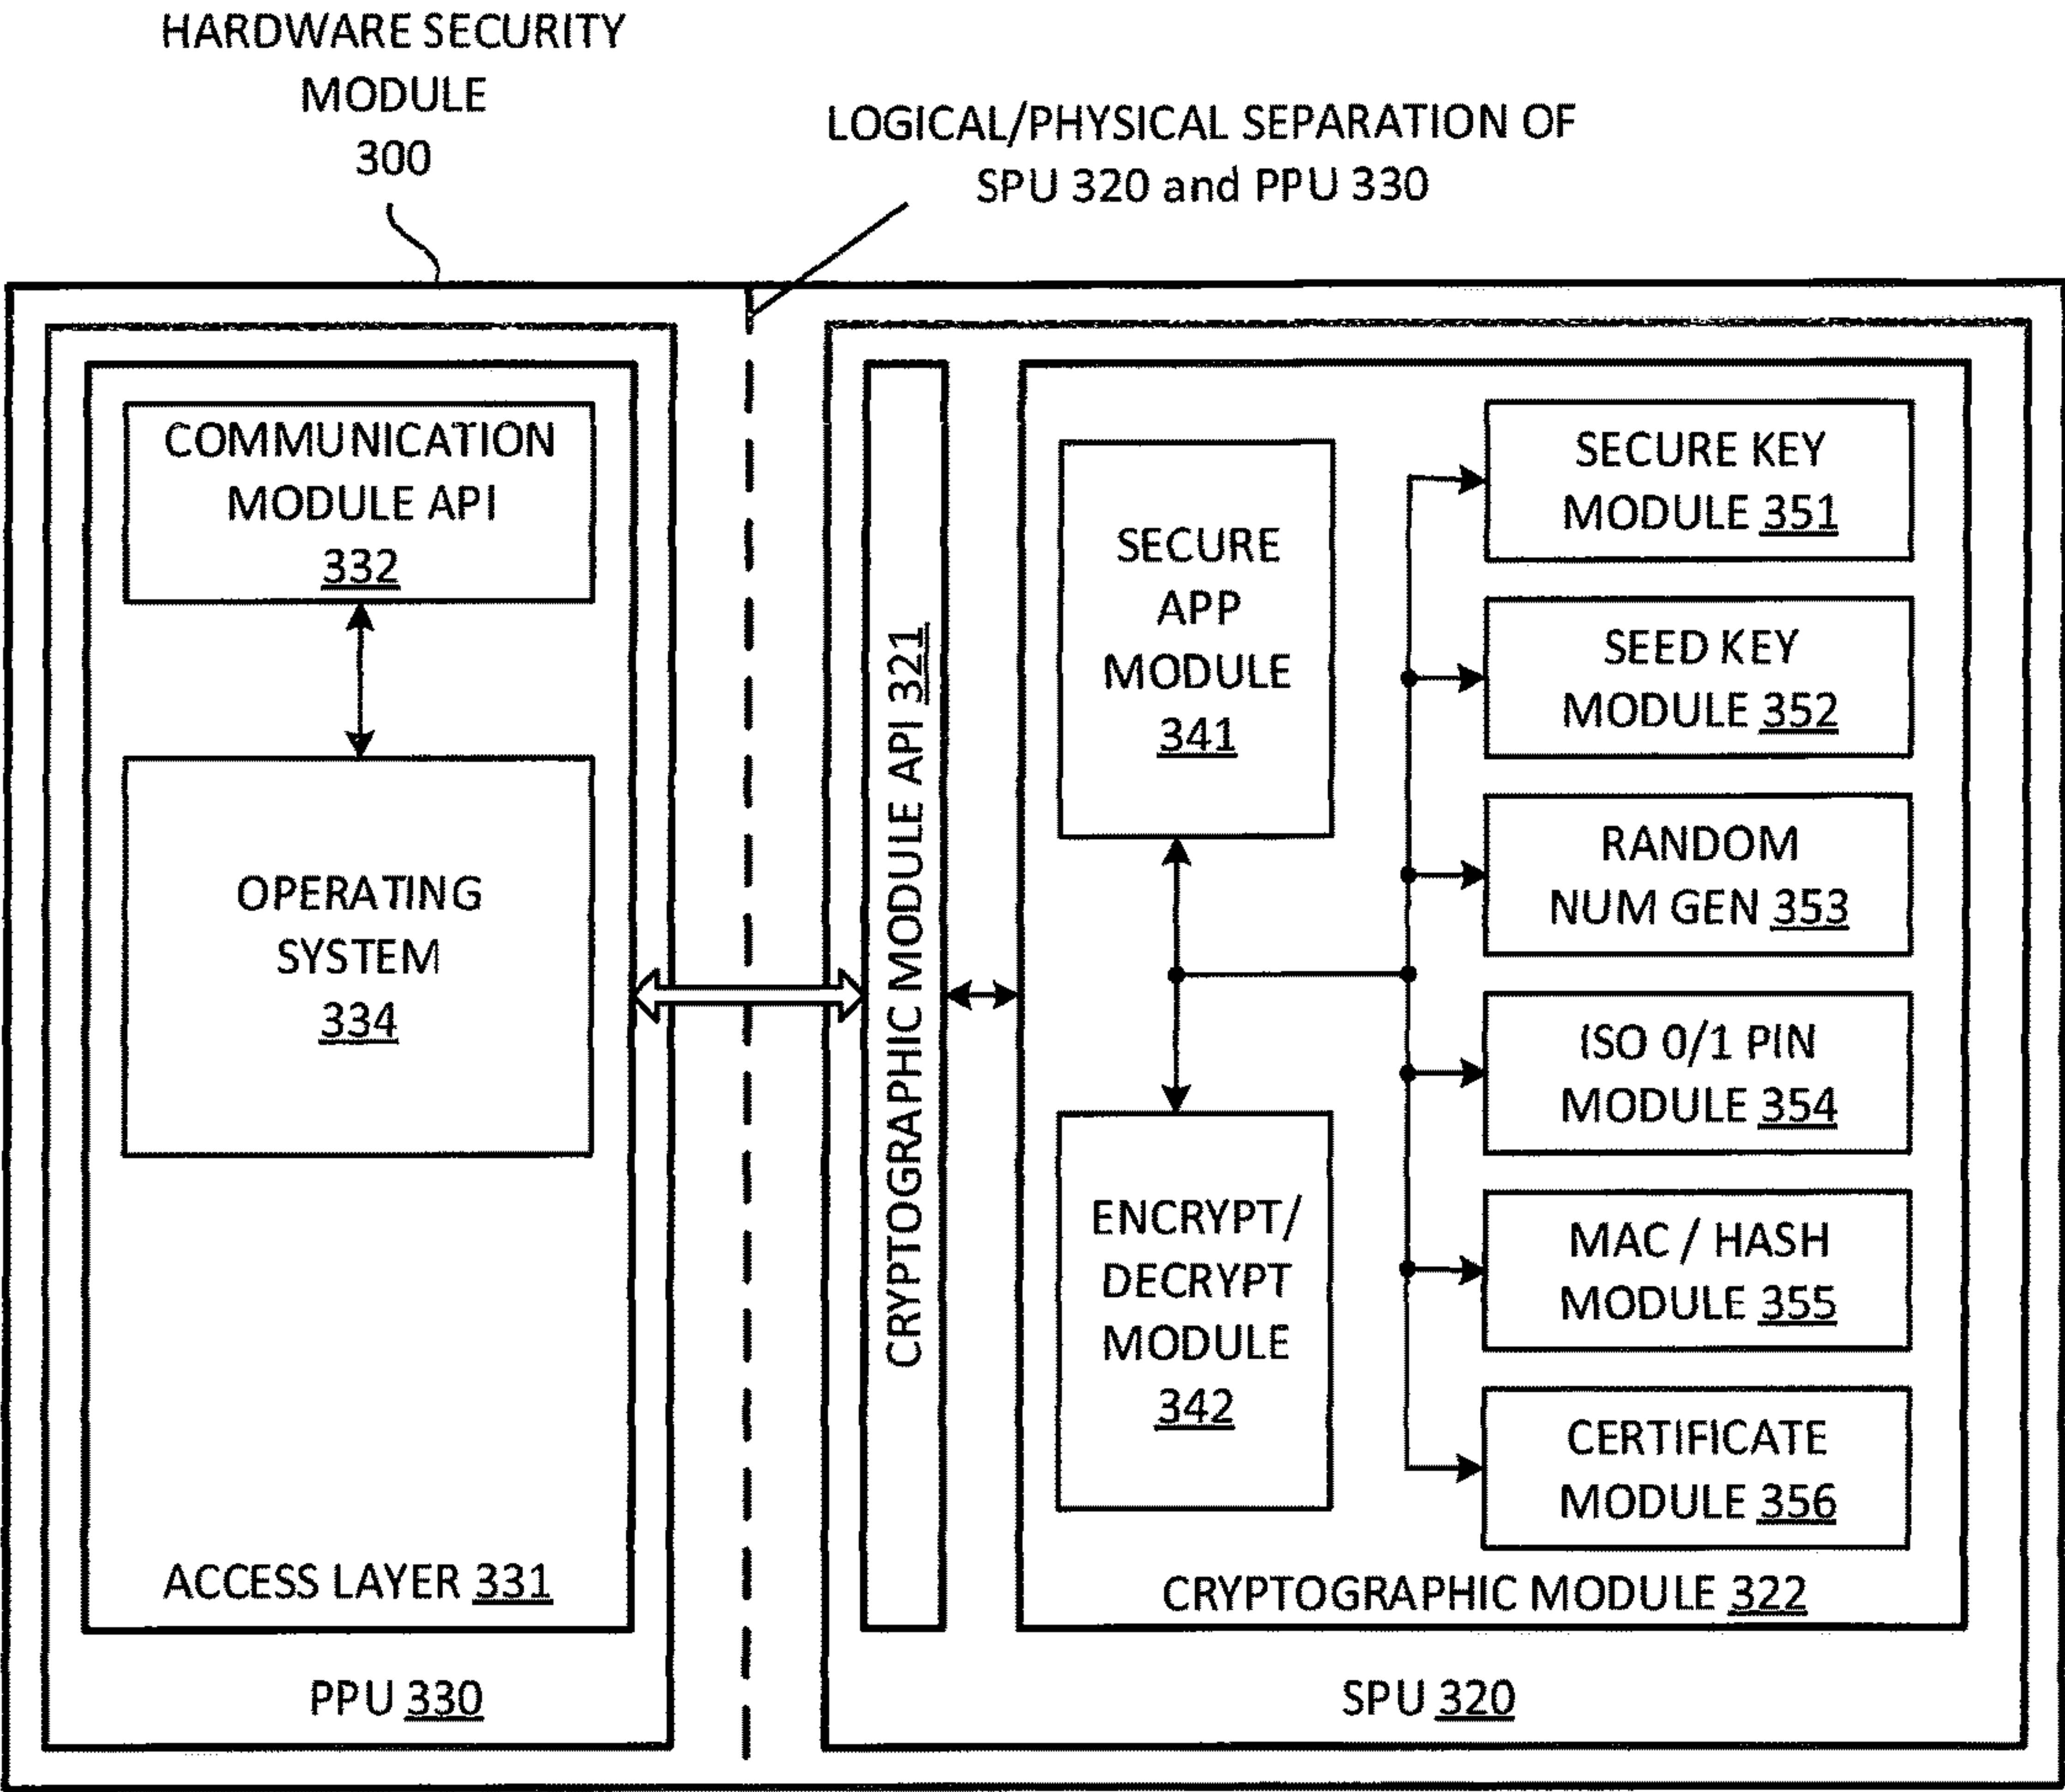 HARDWARE SECURITY
MODULE
300
LOGICAL/PHYSICAL SEPARATION OF
SPU 320 and PPU 330
COMMUNICATION
MODULE API
332
OPERATING
SYSTEM
334
ACCESS LAYER 331
PPU 330
CRYPTOGRAPHIC MODULE API 321
SECURE
APP
MODULE
341
ENCRYPT/
DECRYPT
MODULE
342
SECURE KEY
MODULE 351
SEED KEY
MODULE 352
RANDOM
NUM GEN 353
ISO 0/1 PIN
MODULE 354
MAC / HASH
MODULE 355
CERTIFICATE
MODULE 356
CRYPTOGRAPHIC MODULE 322
SPU 320